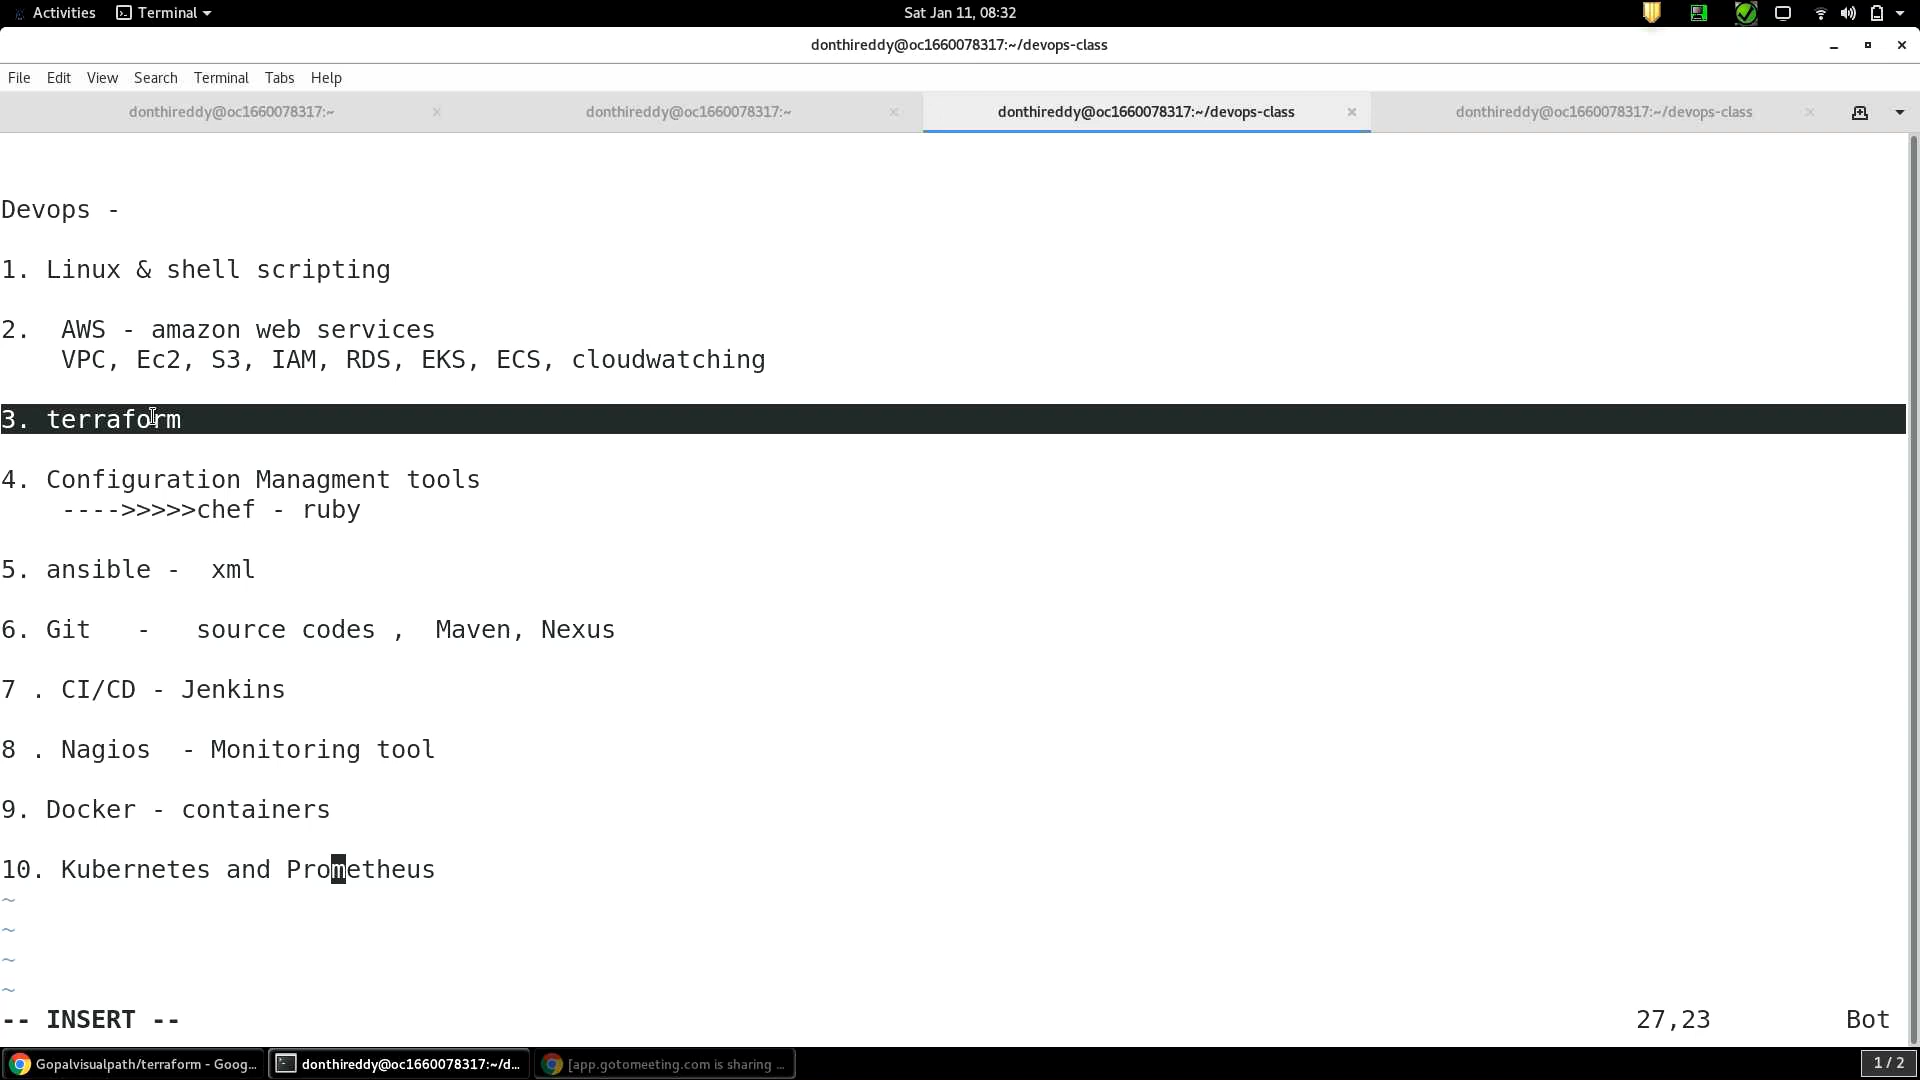 Activities Terminal Sat Jan 11, 08:32
donthireddy@oc1660078317:~/devops-class
File Edit View Search Terminal Tabs Help
donthireddy@oc1660078317:~ donthireddy@oc1660078317:~ donthireddy@oc1660078317:~/devops-class donthireddy@oc1660078317:~/devops-class
Devops -
1. Linux & shell scripting
2.  AWS - amazon web services
VPC, Ec2, S3, IAM, RDS, EKS, ECS, cloudwatching
3. terraform
4. Configuration Managment tools
---->>>>>chef - ruby
5. ansible -  xml
6. Git   -   source codes ,  Maven, Nexus
7 . CI/CD - Jenkins
8 . Nagios  - Monitoring tool
9. Docker - containers
10. Kubernetes and Prometheus
~
~
~
~
-- INSERT -- 27,23 Bot
Gopalvisualpath/terraform - Goog... donthireddy@oc1660078317:~/d... [app.gotomeeting.com is sharing ... 1 / 2